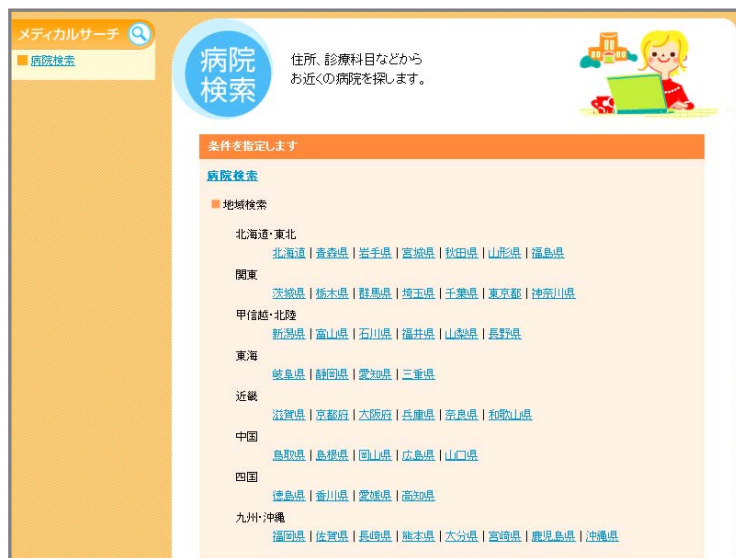 メディカルサーチ
病院検索
病院
検索
住所、診療科目などから
お近くの病院を探します。
条件を指定します
病院検索
地域検索
北海道・東北
北海道 | 青森県 | 岩手県 | 宮城県 | 秋田県 | 山形県 | 福島県
関東
茨城県 | 栃木県 | 群馬県 | 埼玉県 | 千葉県 | 東京都 | 神奈川県
甲信越・北陸
新潟県 | 富山県 | 石川県 | 福井県 | 山梨県 | 長野県
東海
岐阜県 | 静岡県 | 愛知県 | 三重県
近畿
滋賀県 | 京都府 | 大阪府 | 兵庫県 | 奈良県 | 和歌山県
中国
鳥取県 | 島根県 | 岡山県 | 広島県 | 山口県
四国
徳島県 | 香川県 | 愛媛県 | 高知県
九州・沖縄
福岡県 | 佐賀県 | 長崎県 | 熊本県 | 大分県 | 宮崎県 | 鹿児島県 | 沖縄県